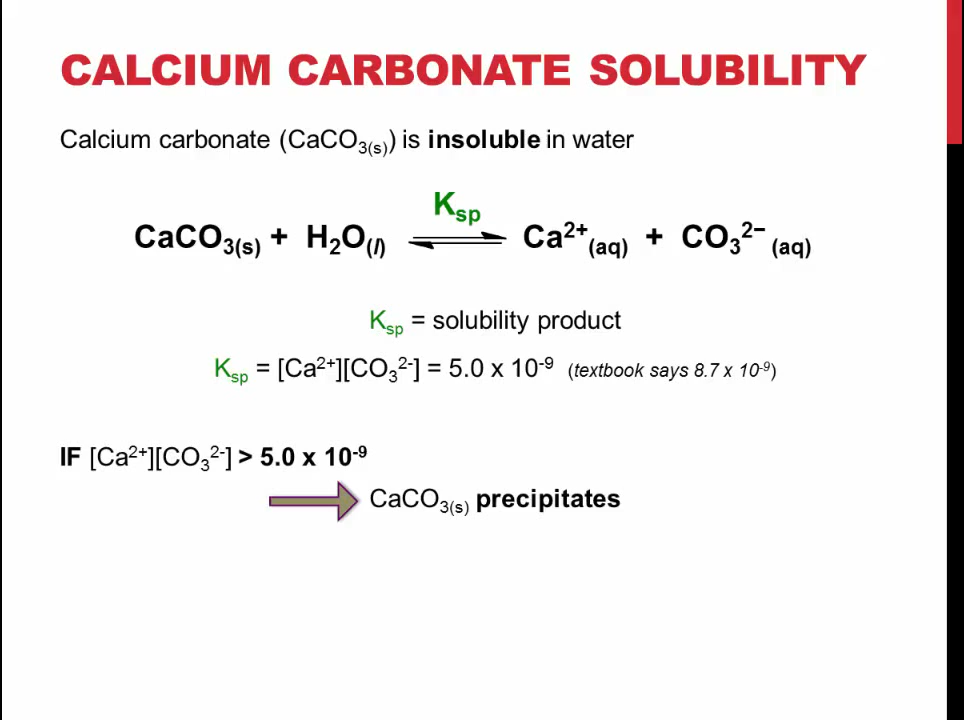 CALCIUM CARBONATE SOLUBILITY
Calcium carbonate (CaCO₃₍ₛ₎) is insoluble in water
Kₛₚ
CaCO₃₍ₛ₎ + H₂O₍ₗ₎ ⇌ Ca²⁺(aq) + CO₃²⁻ (aq)
Kₛₚ = solubility product
Kₛₚ = [Ca²⁺][CO₃²⁻] = 5.0 x 10⁻⁹ (textbook says 8.7 x 10⁻⁹)
IF [Ca²⁺][CO₃²⁻] > 5.0 x 10⁻⁹
CaCO₃₍ₛ₎ precipitates